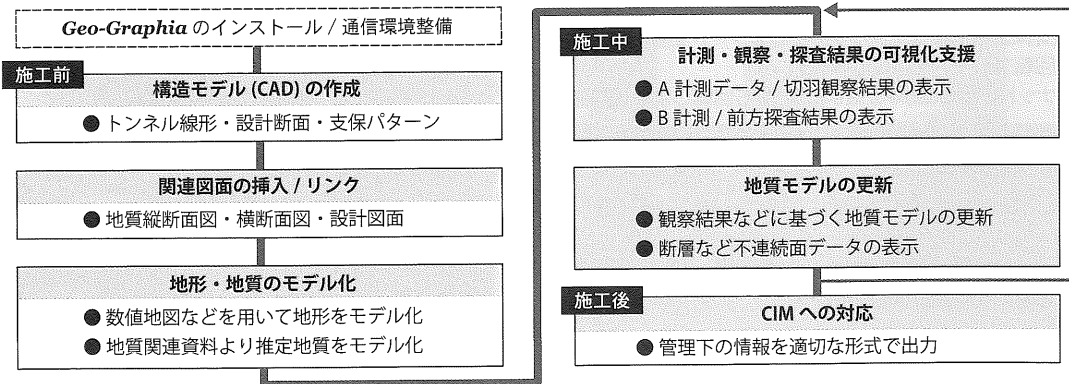 Geo-Graphia のインストール / 通信環境整備
施工前
構造モデル (CAD) の作成
● トンネル線形・設計断面・支保パターン
関連図面の挿入 / リンク
● 地質縦断面図・横断面図・設計図面
地形・地質のモデル化
● 数値地図などを用いて地形をモデル化
● 地質関連資料より推定地質をモデル化
施工中
計測・観察・探査結果の可視化支援
● A 計測データ / 切羽観察結果の表示
● B 計測 / 前方探査結果の表示
地質モデルの更新
● 観察結果などに基づく地質モデルの更新
● 断層など不連続面データの表示
施工後
CIM への対応
● 管理下の情報を適切な形式で出力